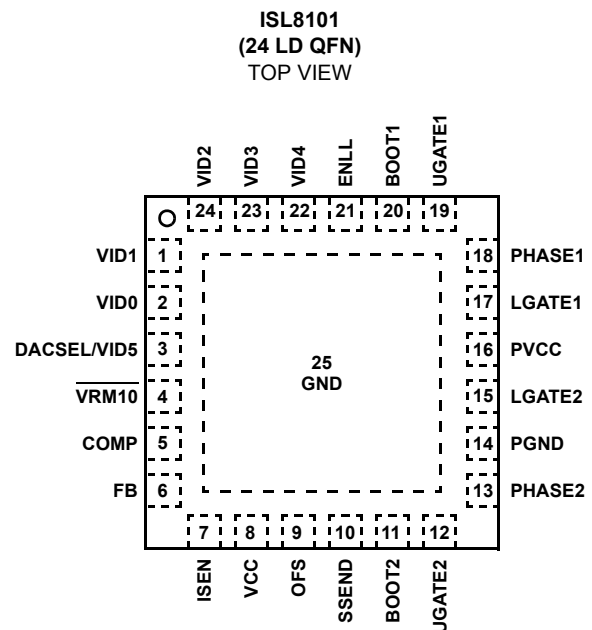 ISL8101
(24 LD QFN)
TOP VIEW
VID2
VID3
VID4
ENLL
BOOT1
UGATE1
24 23 22 21 20 19
VID1 1
VID0 2
DACSEL/VID5 3
VRM10 4
COMP 5
FB 6
18 PHASE1
17 LGATE1
16 PVCC
15 LGATE2
14 PGND
13 PHASE2
25
GND
7 8 9 10 11 12
ISEN
VCC
OFS
SSEND
BOOT2
UGATE2